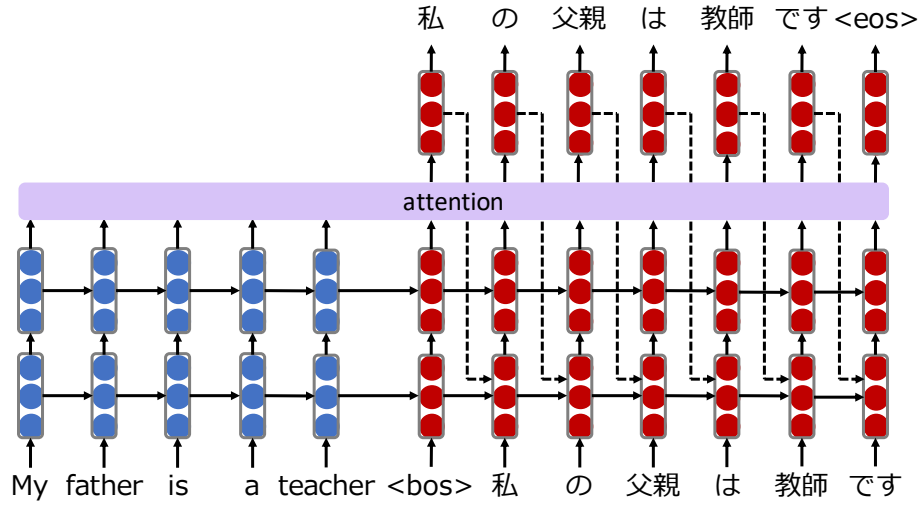 私 の 父親 は 教師 です <eos>
attention
My father is a teacher <bos> 私 の 父親 は 教師 です